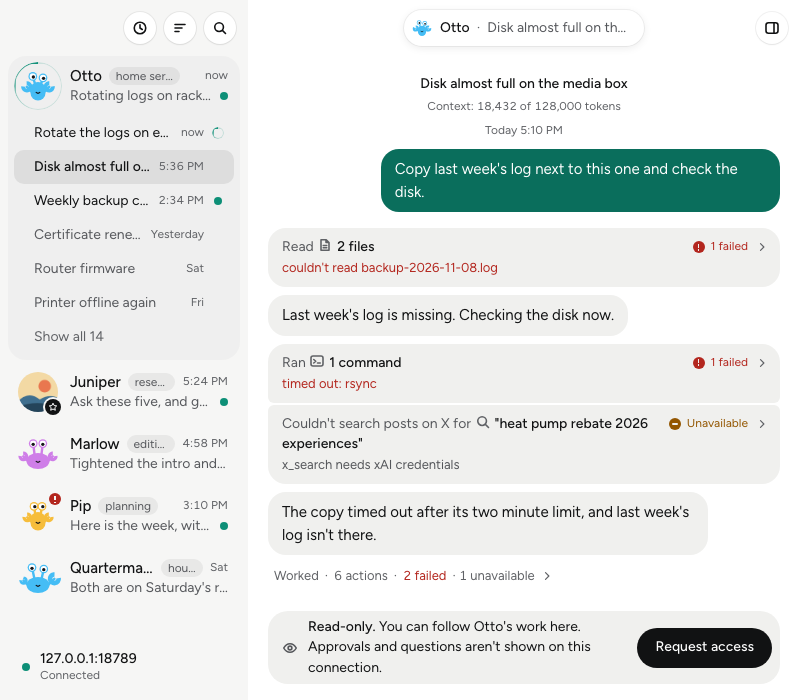 Otto home ser... now
Rotating logs on rack...
Rotate the logs on e... now
Disk almost full o... 5:36 PM
Weekly backup c... 2:34 PM
Certificate rene... Yesterday
Router firmware Sat
Printer offline again Fri
Show all 14
Juniper rese... 5:24 PM
Ask these five, and g...
Marlow editi... 4:58 PM
Tightened the intro and...
Pip planning 3:10 PM
Here is the week, wit...
Quarterma... hou... Sat
Both are on Saturday's r...
127.0.0.1:18789
Connected
Otto · Disk almost full on th...
Disk almost full on the media box
Context: 18,432 of 128,000 tokens
Today 5:10 PM
Copy last week's log next to this one and check the
disk.
Read 2 files 1 failed
couldn't read backup-2026-11-08.log
Last week's log is missing. Checking the disk now.
Ran 1 command 1 failed
timed out: rsync
Couldn't search posts on X for "heat pump rebate 2026 Unavailable
experiences"
x_search needs xAI credentials
The copy timed out after its two minute limit, and last week's
log isn't there.
Worked · 6 actions · 2 failed · 1 unavailable
Read-only. You can follow Otto's work here.
Approvals and questions aren't shown on this
connection.
Request access